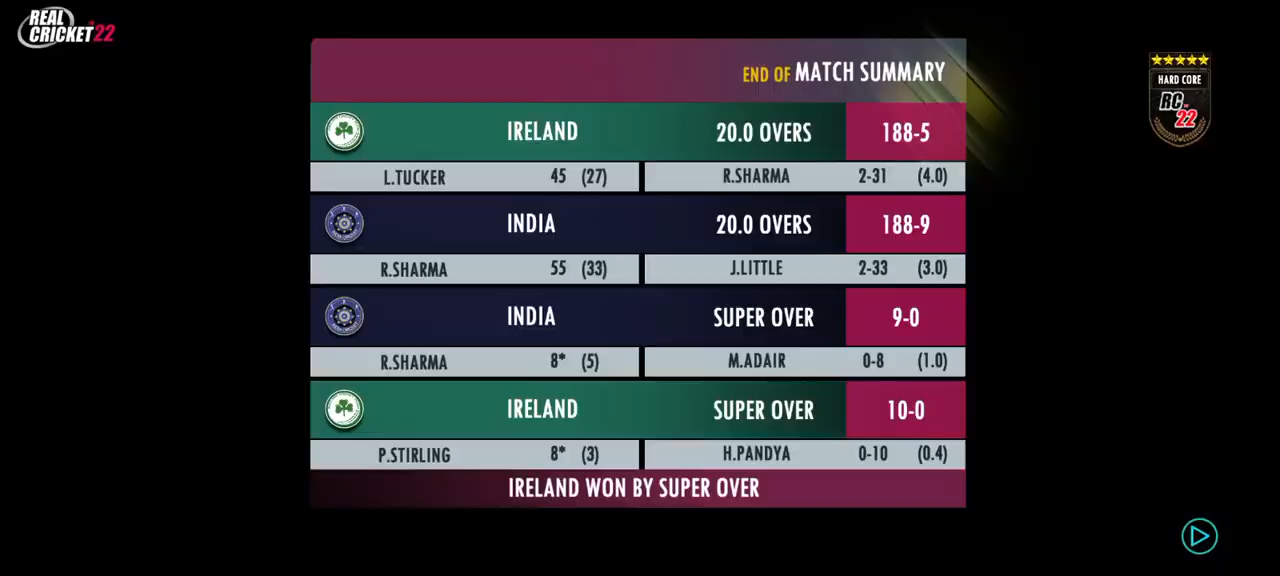 REAL CRICKET 22
END OF MATCH SUMMARY
HARD CORE
RC 22
IRELAND 20.0 OVERS 188-5
L.TUCKER 45 (27) R.SHARMA 2-31 (4.0)
INDIA 20.0 OVERS 188-9
R.SHARMA 55 (33) J.LITTLE 2-33 (3.0)
INDIA SUPER OVER 9-0
R.SHARMA 8* (5) M.ADAIR 0-8 (1.0)
IRELAND SUPER OVER 10-0
P.STIRLING 8* (3) H.PANDYA 0-10 (0.4)
IRELAND WON BY SUPER OVER